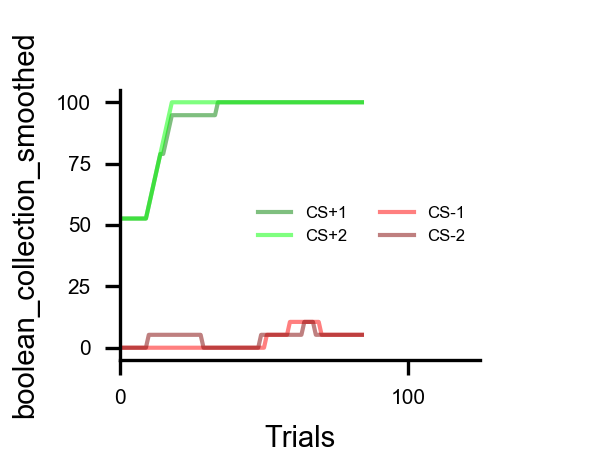 boolean_collection_smoothed
100
75
50
25
0
CS+1
CS-1
CS+2
CS-2
0
100
Trials